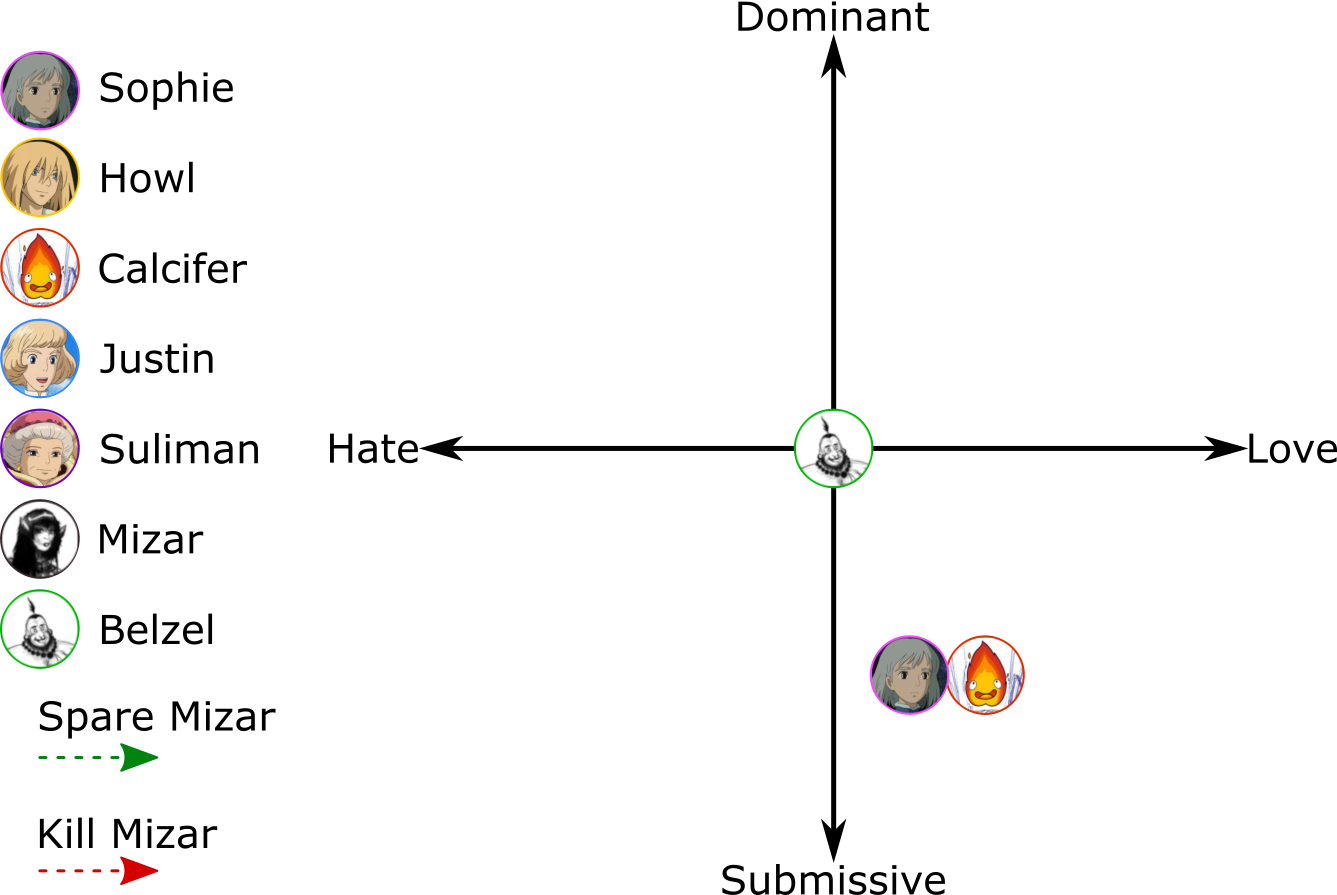 Dominant
Sophie
Howl
Calcifer
Justin
Suliman
Hate
Love
Mizar
Belzel
Spare Mizar
Kill Mizar
Submissive